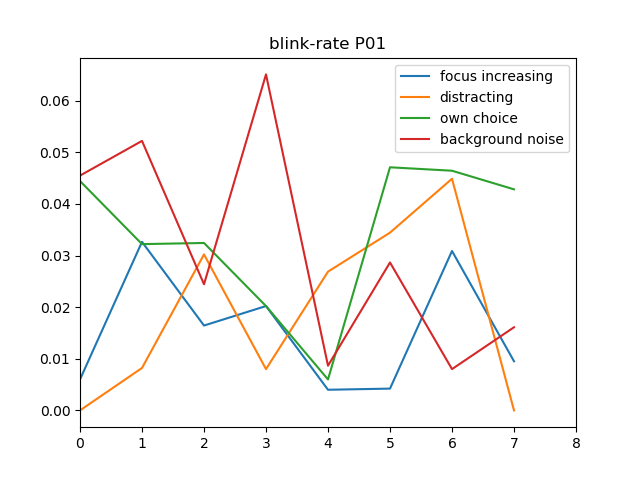 blink-rate P01
focus increasing
distracting
own choice
background noise
0.06
0.05
0.04
0.03
0.02
0.01
0.00
0 1 2 3 4 5 6 7 8